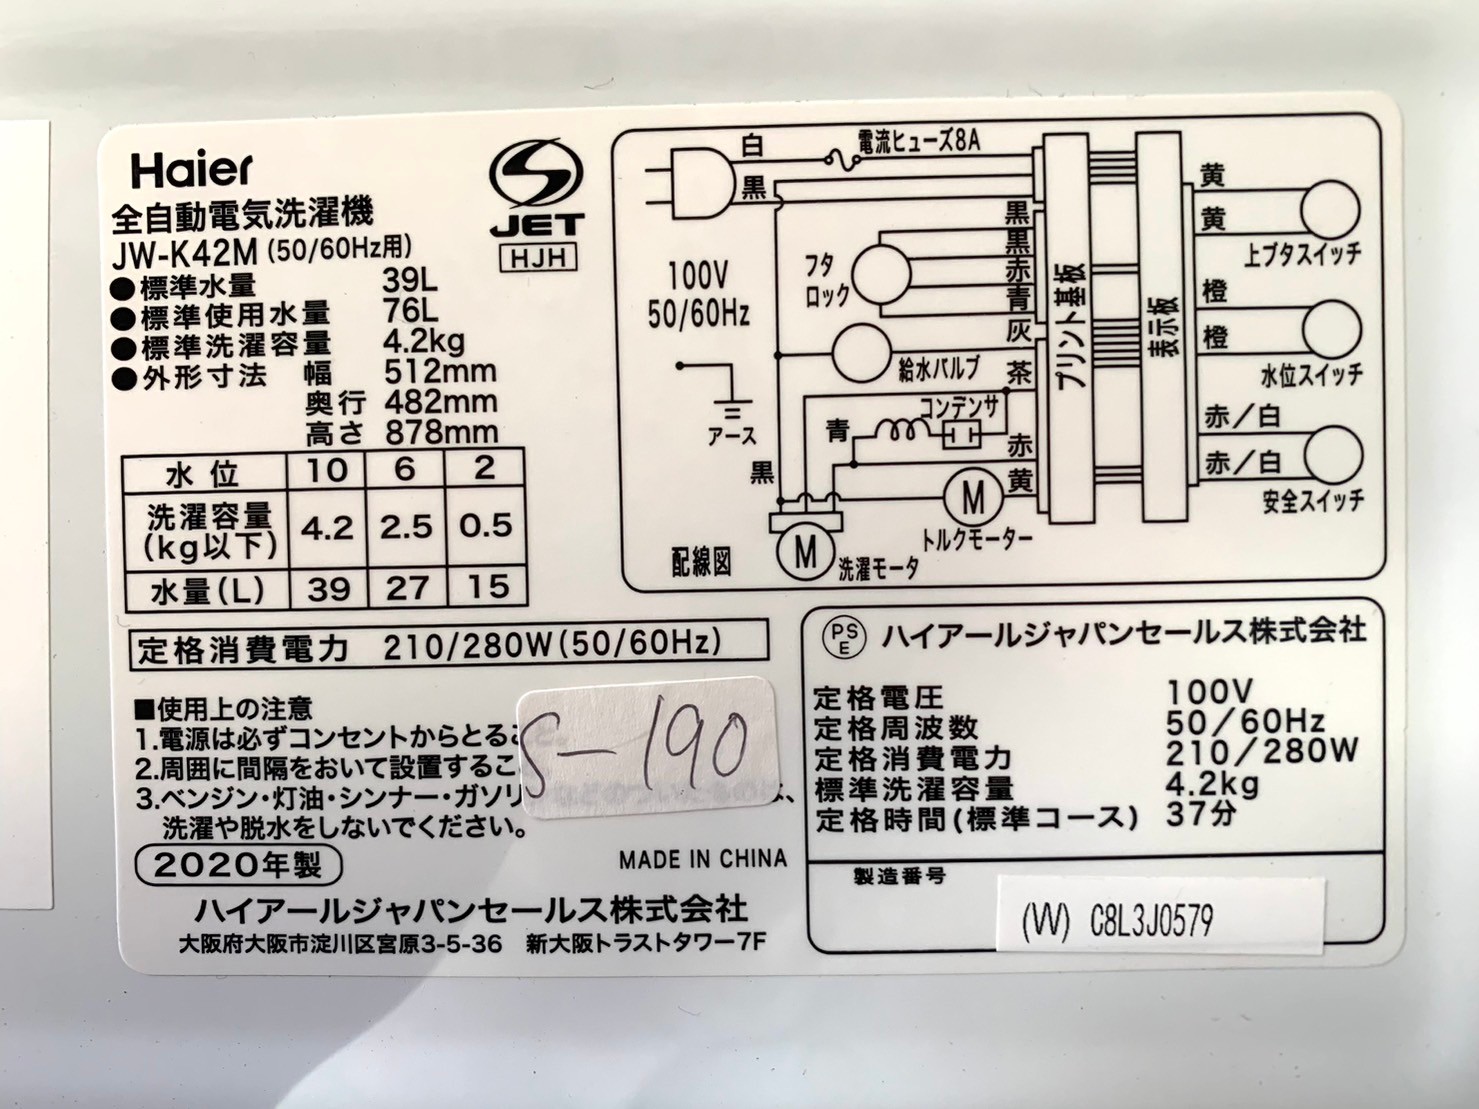 Haier
全自動電気洗濯機
JW-K42M (50/60Hz用)
●標準水量 39L
●標準使用水量 76L
●標準洗濯容量 4.2kg
●外形寸法 幅 512mm
奥行 482mm
高さ 878mm
JET
HJH
水位 10 6 2
洗濯容量(kg以下) 4.2 2.5 0.5
水量(L) 39 27 15
定格消費電力 210/280W(50/60Hz)
■使用上の注意
1.電源は必ずコンセントからとるこ
2.周囲に間隔をおいて設置するこ
3.ベンジン・灯油・シンナー・ガソリ
洗濯や脱水をしないでください。
S-190
2020年製
MADE IN CHINA
ハイアールジャパンセールス株式会社
大阪府大阪市淀川区宮原3-5-36 新大阪トラストタワー7F
白
電流ヒューズ8A
黒
100V
50/60Hz
アース
フタ
ロック
黒
黒
赤
青
灰
給水バルブ
茶
コンデンサ
青
赤
黒
黄
M
トルクモーター
M
洗濯モータ
配線図
プリント基板
表示板
黄
黄
上ブタスイッチ
橙
橙
水位スイッチ
赤/白
赤/白
安全スイッチ
PS
E
ハイアールジャパンセールス株式会社
定格電圧 100V
定格周波数 50/60Hz
定格消費電力 210/280W
標準洗濯容量 4.2kg
定格時間(標準コース) 37分
製造番号
(W) C8L3J0579